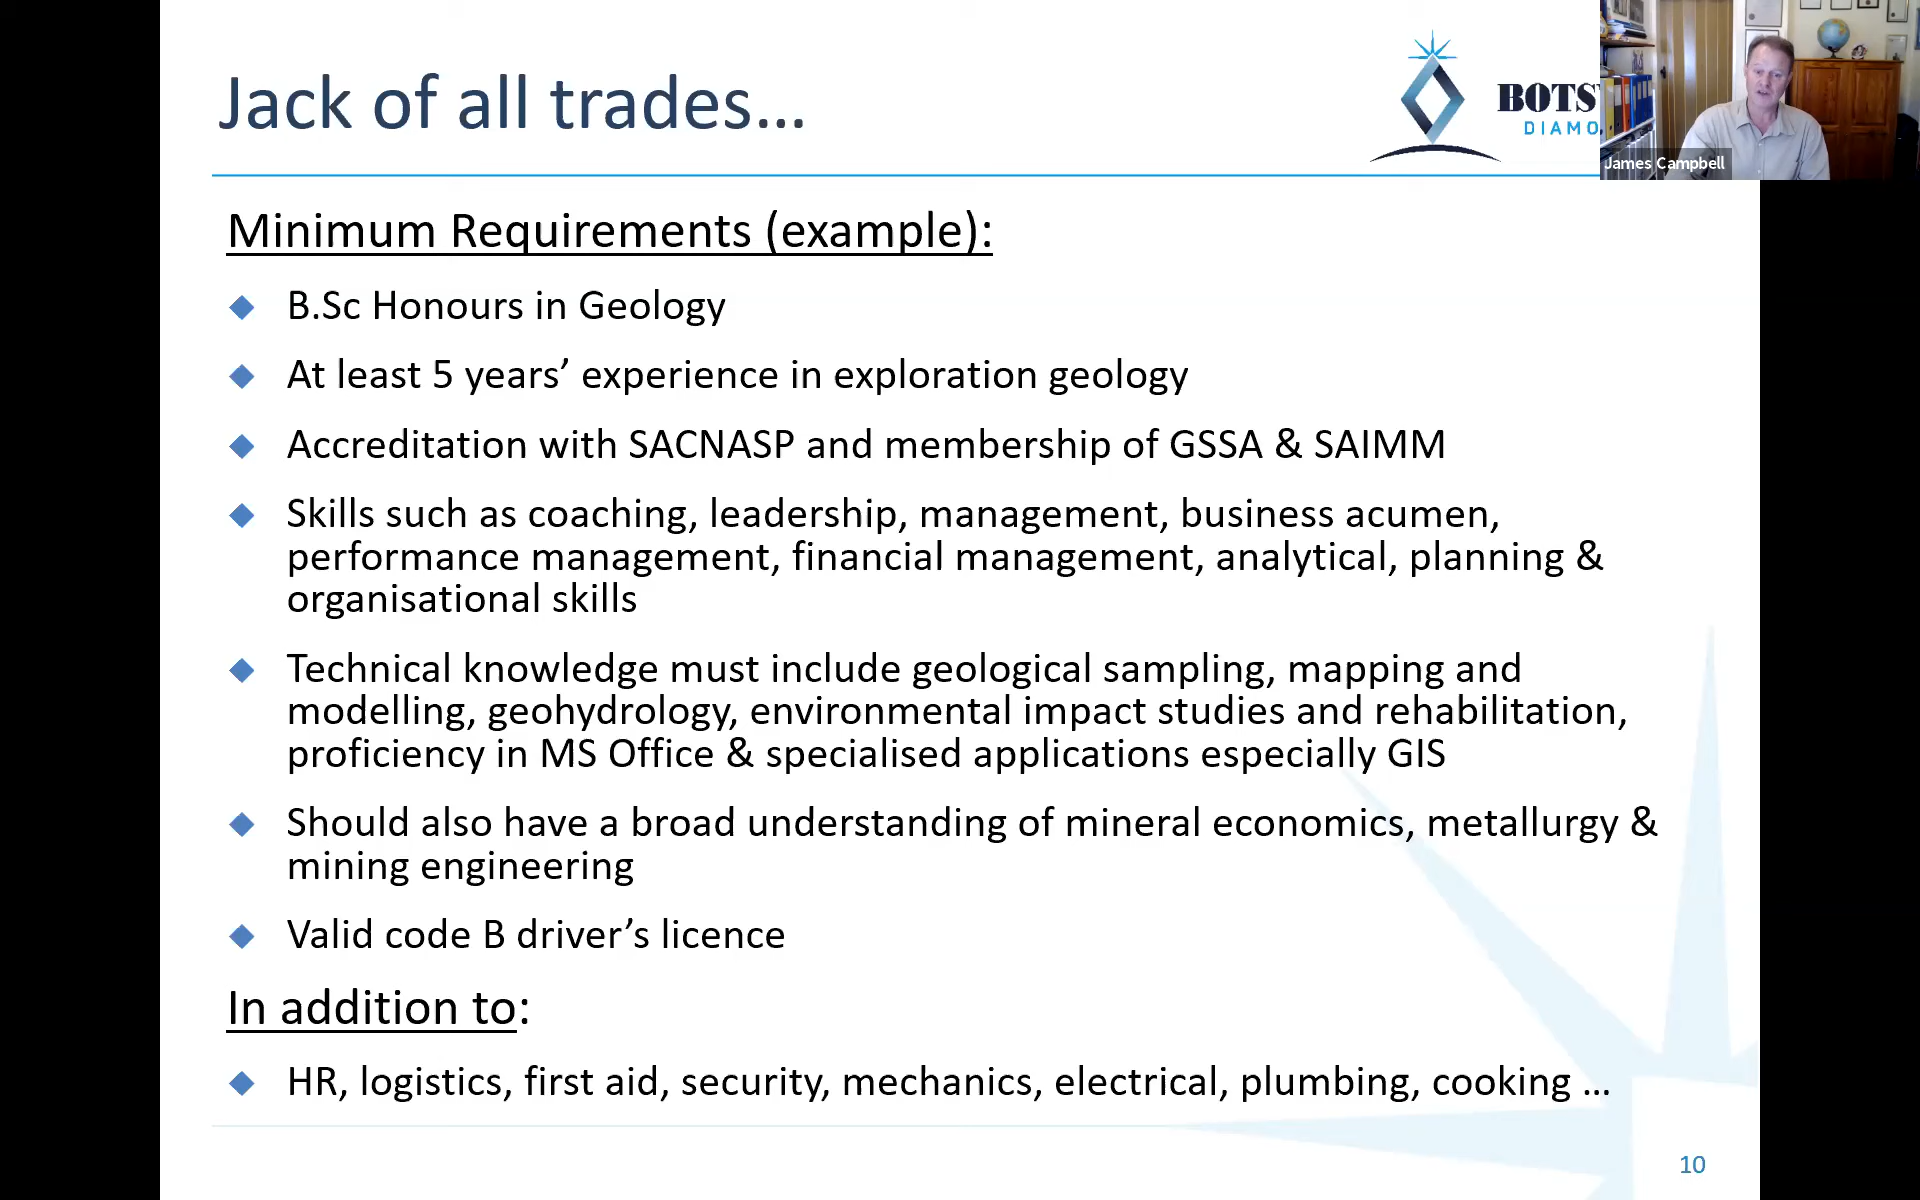 Jack of all trades...
BOTS
DIAMO
James Campbell
Minimum Requirements (example):
B.Sc Honours in Geology
At least 5 years’ experience in exploration geology
Accreditation with SACNASP and membership of GSSA & SAIMM
Skills such as coaching, leadership, management, business acumen,
performance management, financial management, analytical, planning &
organisational skills
Technical knowledge must include geological sampling, mapping and
modelling, geohydrology, environmental impact studies and rehabilitation,
proficiency in MS Office & specialised applications especially GIS
Should also have a broad understanding of mineral economics, metallurgy &
mining engineering
Valid code B driver’s licence
In addition to:
HR, logistics, first aid, security, mechanics, electrical, plumbing, cooking ...
10